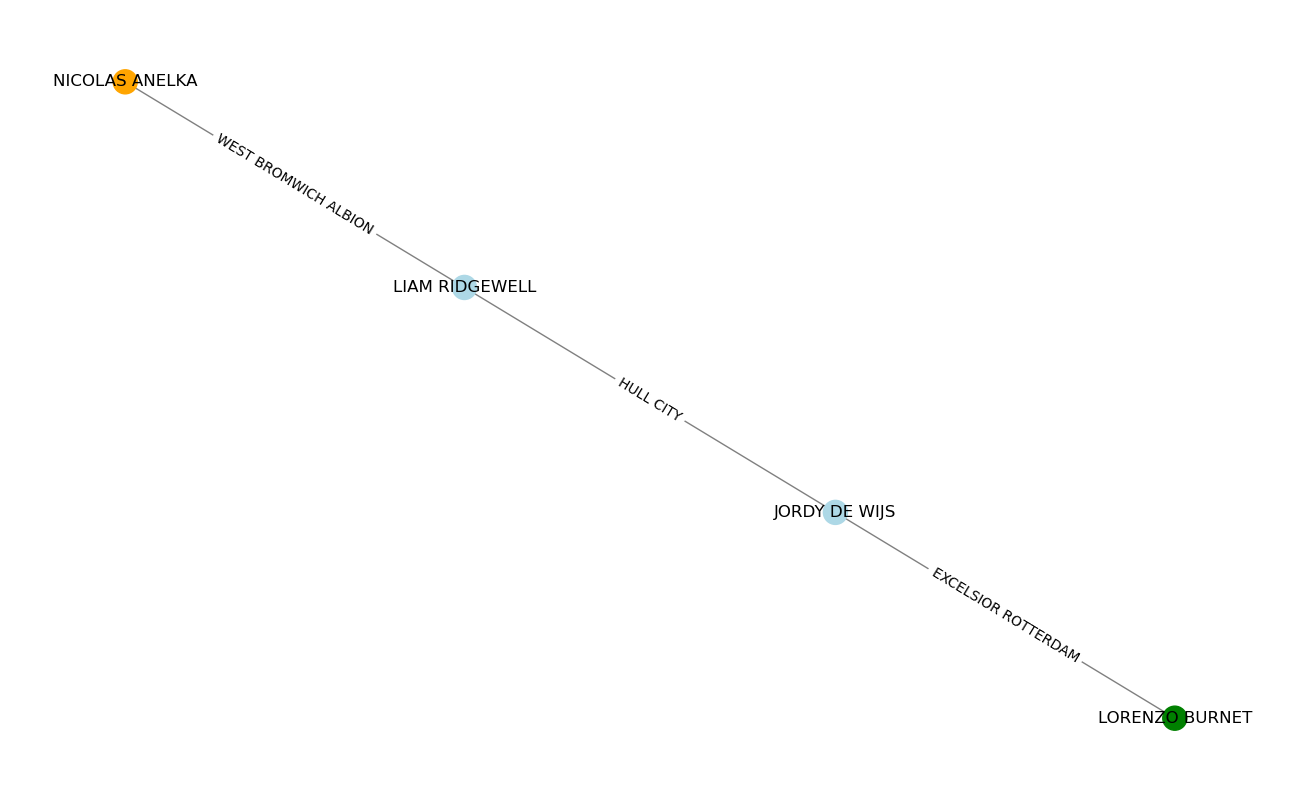 NICOLAS ANELKA
WEST BROMWICH ALBION
LIAM RIDGEWELL
HULL CITY
JORDY DE WIJS
EXCELSIOR ROTTERDAM
LORENZO BURNET